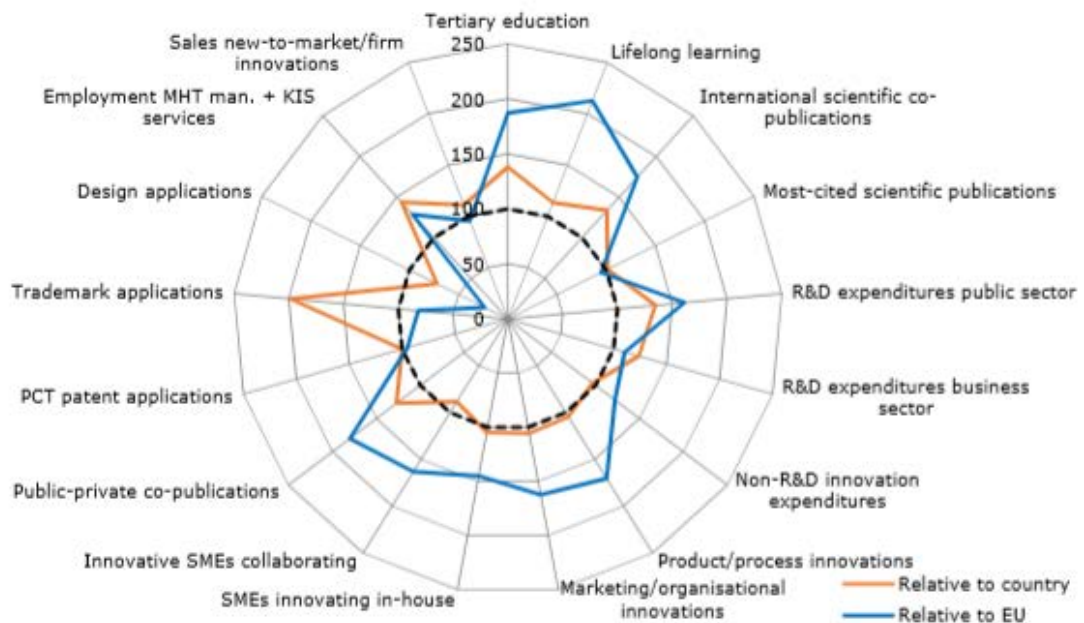 Tertiary education
250
200
150
100
50
0
Lifelong learning
International scientific co-
publications
Most-cited scientific publications
R&D expenditures public sector
R&D expenditures business
sector
Non-R&D innovation
expenditures
Product/process innovations
Marketing/organisational
innovations
SMEs innovating in-house
Innovative SMEs collaborating
Public-private co-publications
PCT patent applications
Trademark applications
Design applications
Employment MHT man. + KIS
services
Sales new-to-market/firm
innovations
Relative to country
Relative to EU